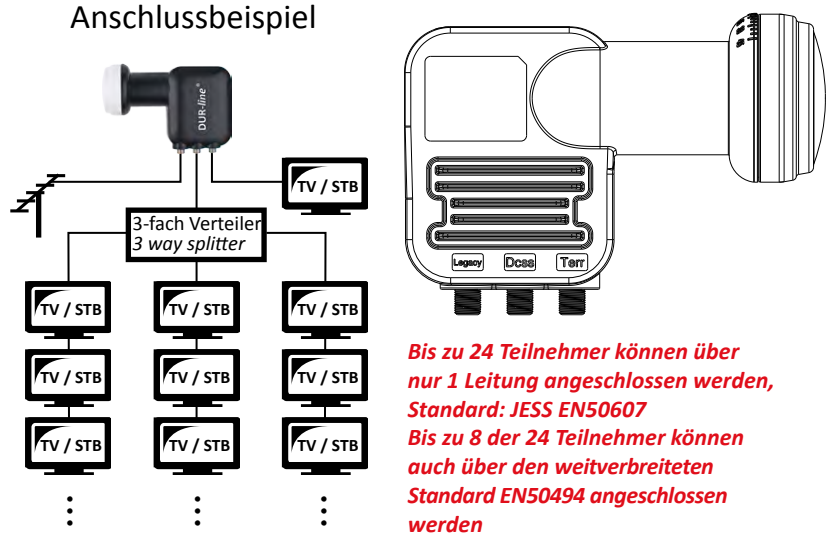 Anschlussbeispiel
DUR-line®
TV / STB
3-fach Verteiler
3 way splitter
TV / STB TV / STB TV / STB
TV / STB TV / STB TV / STB
TV / STB TV / STB TV / STB
Legacy Dcss Terr
Bis zu 24 Teilnehmer können über
nur 1 Leitung angeschlossen werden,
Standard: JESS EN50607
Bis zu 8 der 24 Teilnehmer können
auch über den weitverbreiteten
Standard EN50494 angeschlossen
werden